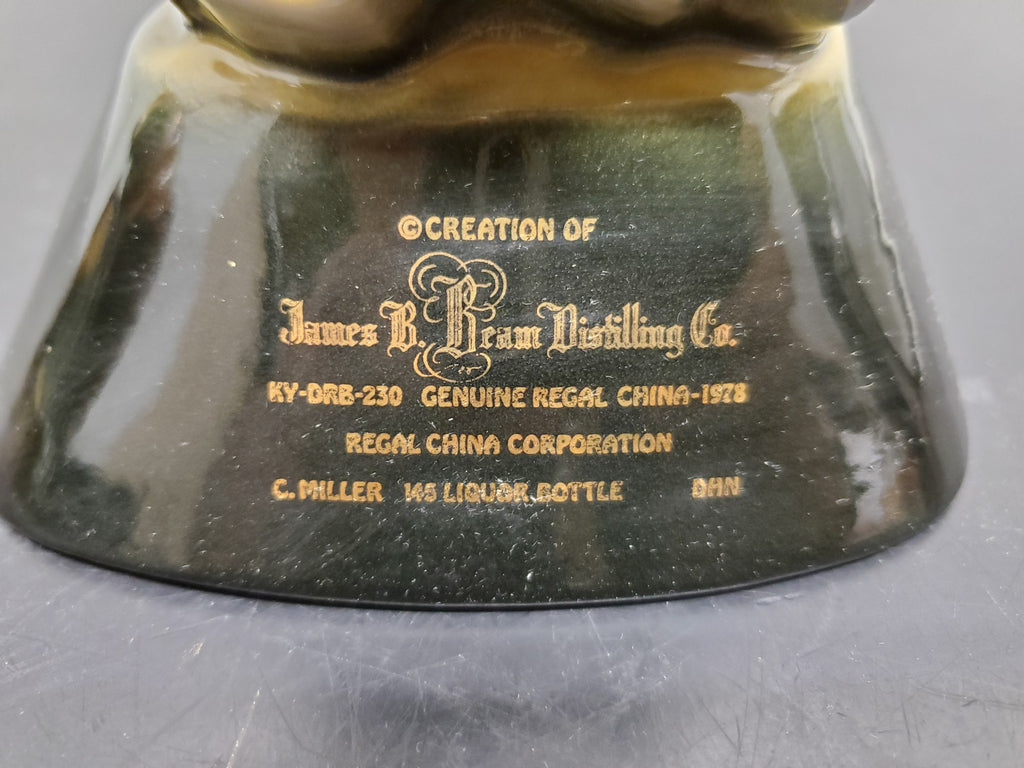 ©CREATION OF
James B. Beam Distilling Co.
KY-DRB-230 GENUINE REGAL CHINA-1978
REGAL CHINA CORPORATION
C. MILLER 145 LIQUOR BOTTLE